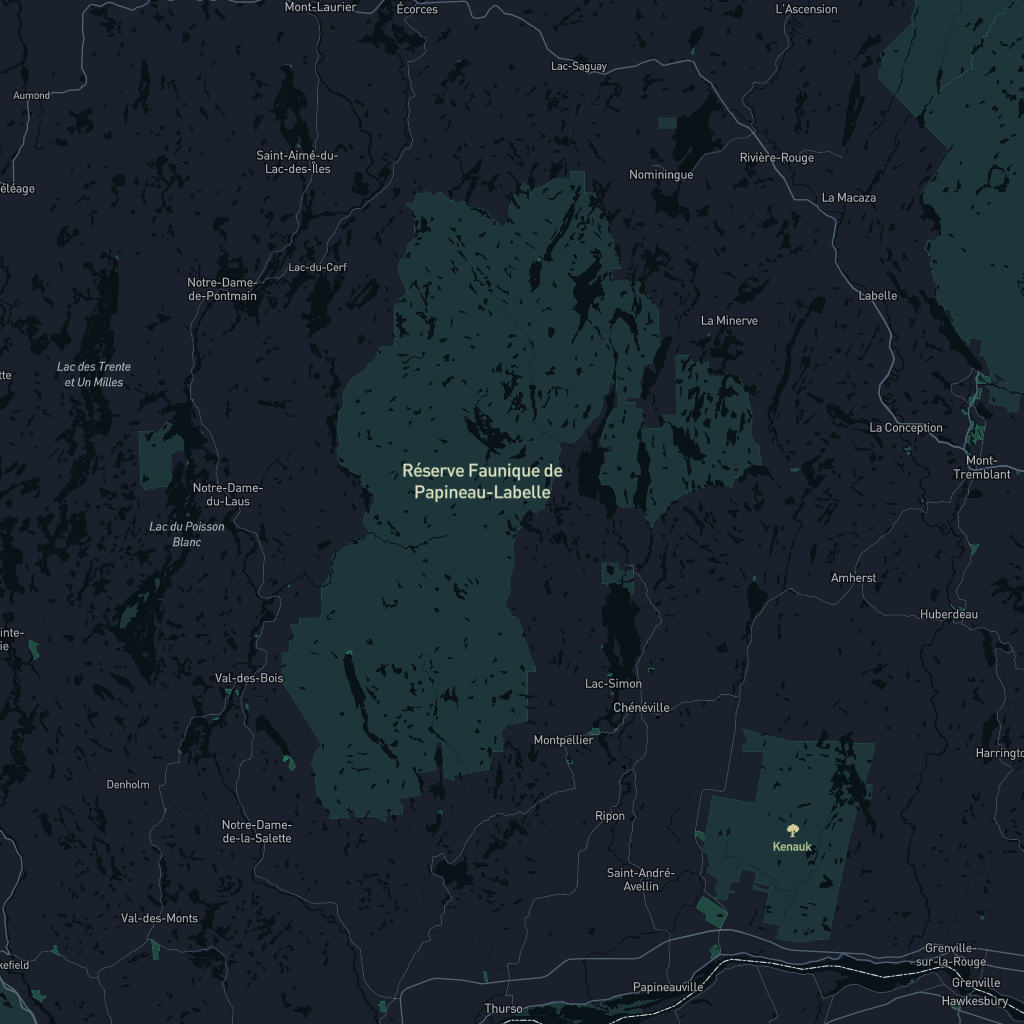 Mont-Laurier
Écorces
L'Ascension
Lac-Saguay
Aumond
Saint-Aimé-du-
Lac-des-Îles
Rivière-Rouge
Nominingue
éléage
La Macaza
Lac-du-Cerf
Notre-Dame-
de-Pontmain
Labelle
La Minerve
Lac des Trente
et Un Milles
tte
La Conception
Mont-
Tremblant
Réserve Faunique de
Papineau-Labelle
Notre-Dame-
du-Laus
Lac du Poisson
Blanc
Amherst
Huberdeau
inte-
ie
Val-des-Bois
Lac-Simon
Chénéville
Montpellier
Harringto
Denholm
Ripon
Notre-Dame-
de-la-Salette
Kenauk
Saint-André-
Avellin
Val-des-Monts
Grenville-
sur-la-Rouge
kefield
Papineauville
Grenville
Hawkesbury
Thurso